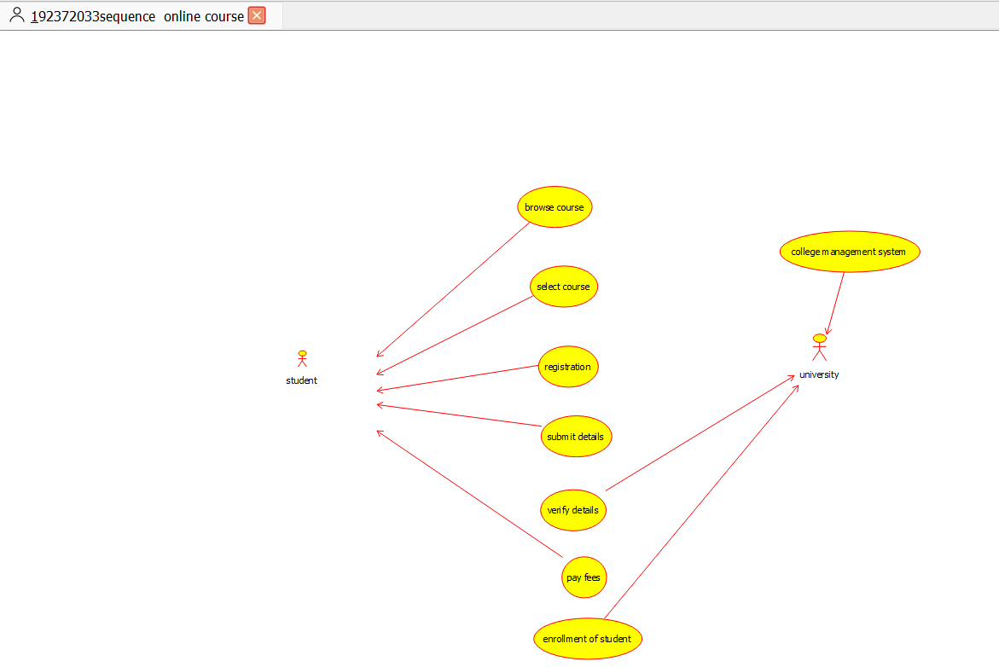 192372033sequence online course
browse course
college management system
select course
registration
university
student
submit details
verify details
pay fees
enrollment of student